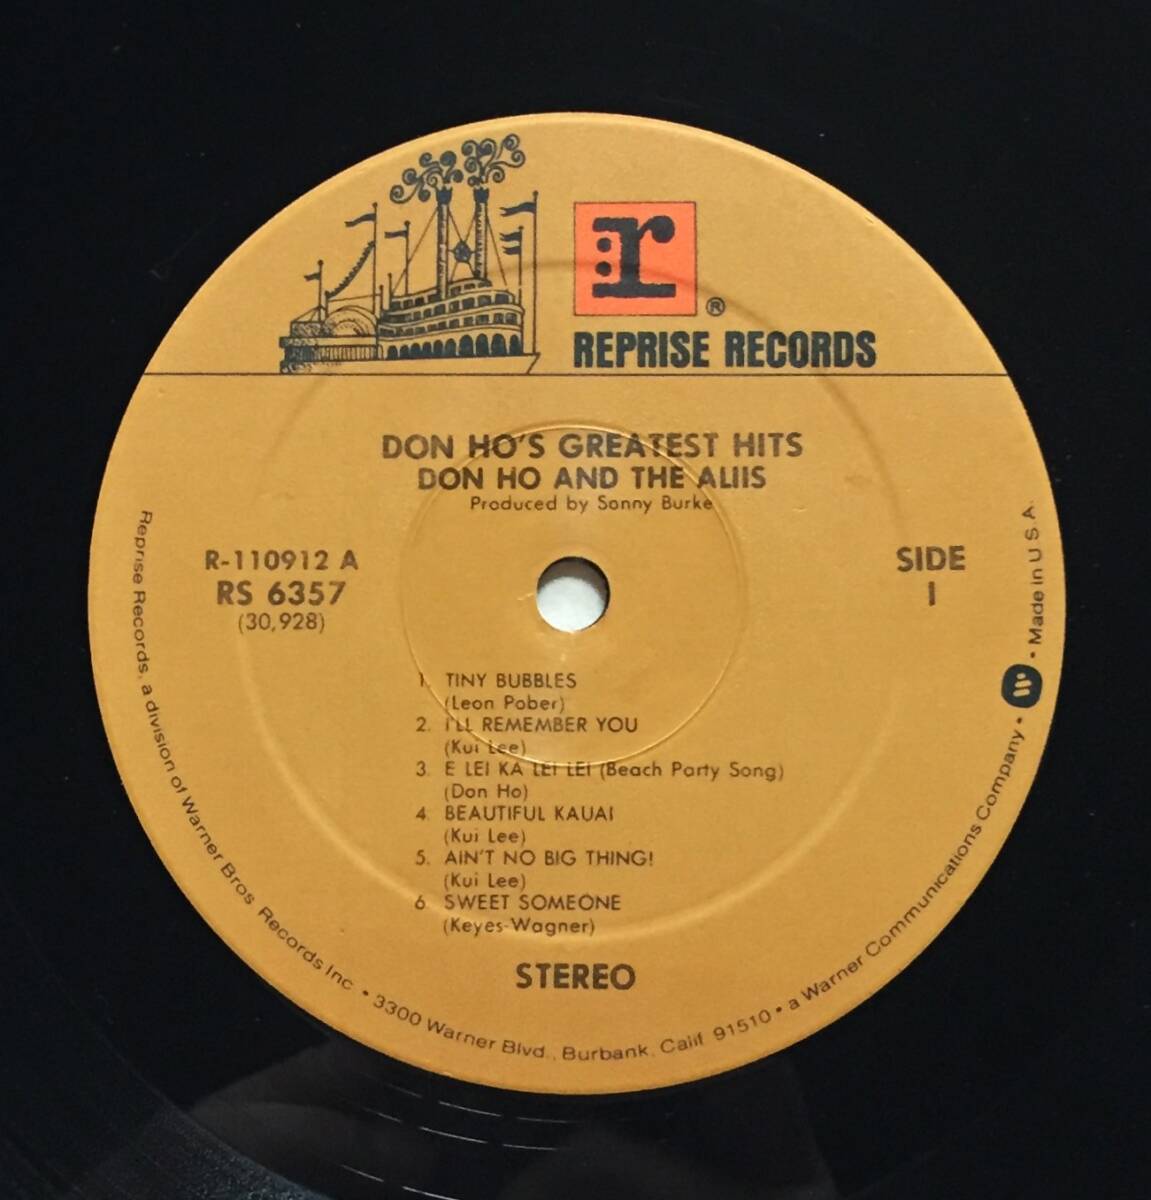 r
®
REPRISE RECORDS
DON HO'S GREATEST HITS
DON HO AND THE ALIIS
Produced by Sonny Burke
R-110912 A
RS 6357
(30,928)
SIDE
1
1. TINY BUBBLES
(Leon Pober)
2. I'LL REMEMBER YOU
(Kui Lee)
3. E LEI KA LEI LEI (Beach Party Song)
(Don Ho)
4. BEAUTIFUL KAUAI
(Kui Lee)
5. AIN'T NO BIG THING!
(Kui Lee)
6. SWEET SOMEONE
(Keyes-Wagner)
STEREO
Reprise Records, a division of Warner Bros. Records Inc. • 3300 Warner Blvd., Burbank, Calif. 91510 • a Warner Communications Company • W • Made in U.S.A.